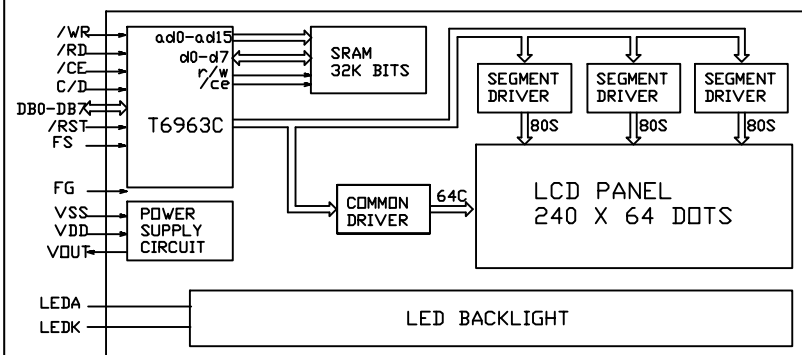 /WR
/RD
/CE
C/D
DB0-DB7
/RST
FS
FG
VSS
VDD
VOUT
LEDA
LEDK
ad0-ad15
d0-d7
r/w
/ce
T6963C
SRAM
32K BITS
SEGMENT
DRIVER
SEGMENT
DRIVER
SEGMENT
DRIVER
80S
80S
80S
COMMON
DRIVER
64C
LCD PANEL
240 X 64 DOTS
POWER
SUPPLY
CIRCUIT
LED BACKLIGHT